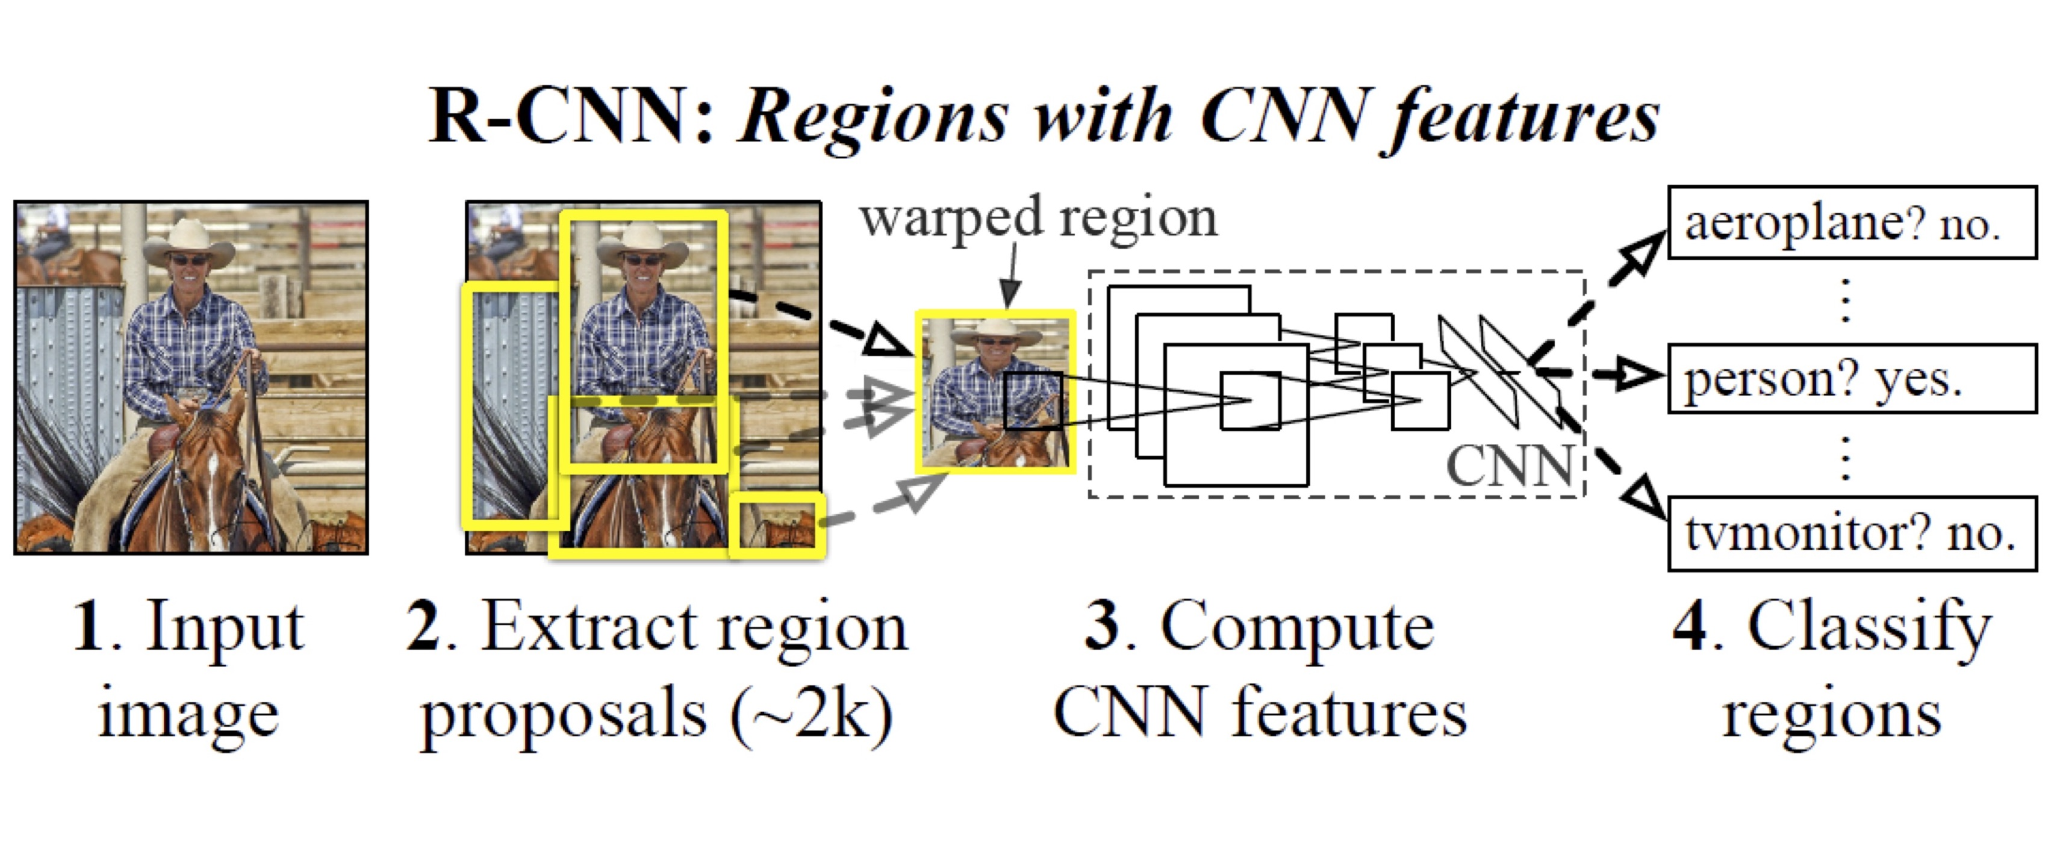 R-CNN: Regions with CNN features
warped region
aeroplane? no.
person? yes.
CNN
tvmonitor? no.
1. Input
image
2. Extract region
proposals (~2k)
3. Compute
CNN features
4. Classify
regions